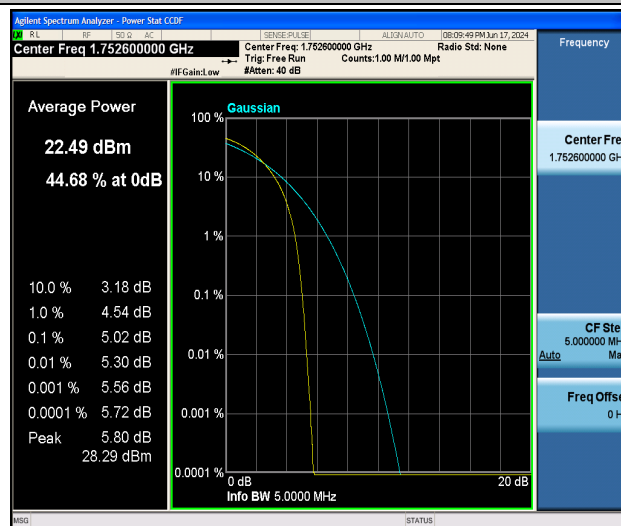 Agilent Spectrum Analyzer - Power Stat CCDF
RL RF 50 Ω AC SENSE:PULSE ALIGN AUTO 08:09:49 PM Jun 17, 2024
Center Freq 1.752600000 GHz
Center Freq: 1.752600000 GHz Radio Std: None
Trig: Free Run Counts:1.00 M/1.00 Mpt
#IFGain:Low #Atten: 40 dB
Frequency
Average Power
22.49 dBm
44.68 % at 0dB
10.0 % 3.18 dB
1.0 % 4.54 dB
0.1 % 5.02 dB
0.01 % 5.30 dB
0.001 % 5.56 dB
0.0001 % 5.72 dB
Peak 5.80 dB
28.29 dBm
Gaussian
100 %
10 %
1 %
0.1 %
0.01 %
0.001 %
0.0001 %
0 dB 20 dB
Info BW 5.0000 MHz
Center Fre
1.752600000 GH
CF Ste
5.000000 MH
Auto Ma
Freq Offse
0 H
MSG STATUS